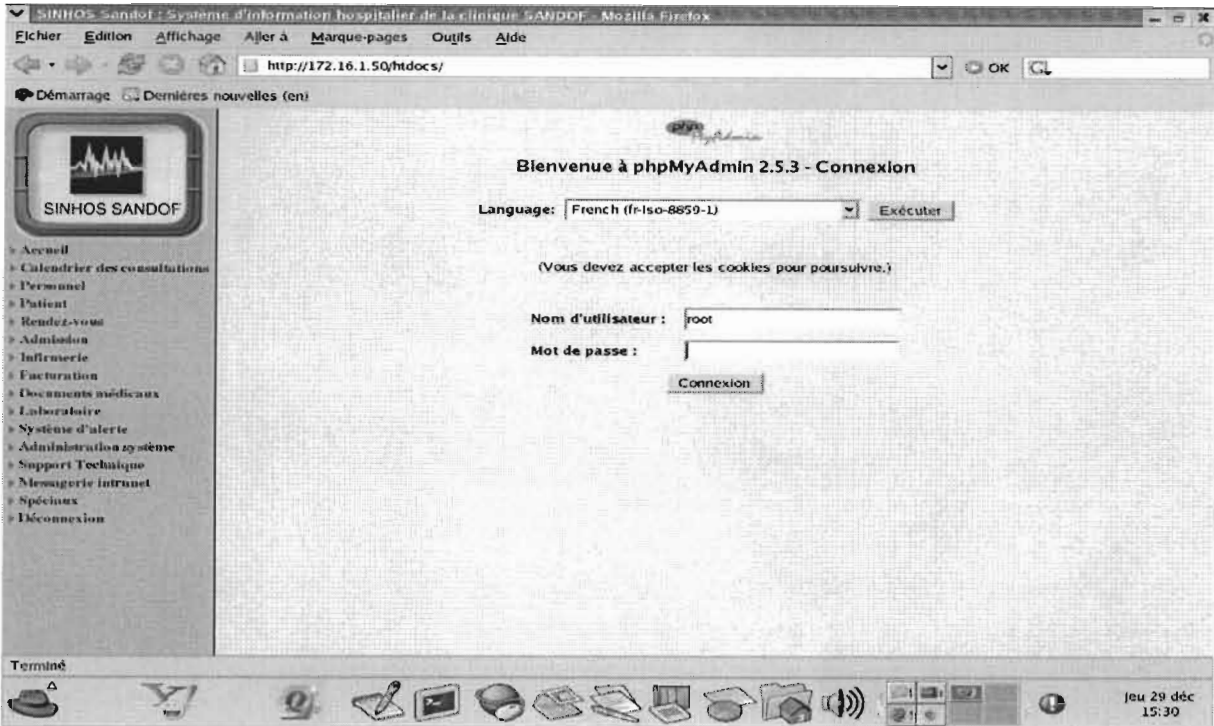 SINHOS Sandof : Système d'information hospitalier de la clinique SANDOF - Mozilla Firefox
Fichier Edition Affichage Aller à Marque-pages Outils Aide
http://172.16.1.50/htdocs/
OK
Démarrage Dernières nouvelles (en)
SINHOS SANDOF
Accueil
Calendrier des consultations
Personnel
Patient
Rendez-vous
Admission
Infirmerie
Facturation
Documents médicaux
Laboratoire
Système d'alerte
Administration système
Support Technique
Messagerie intranet
Spéciaux
Déconnexion
php
MyAdmin
Bienvenue à phpMyAdmin 2.5.3 - Connexion
Language: French (fr-iso-8859-1) Exécuter
(Vous devez accepter les cookies pour poursuivre.)
Nom d'utilisateur : root
Mot de passe :
Connexion
Terminé
jeu 29 déc
15:30